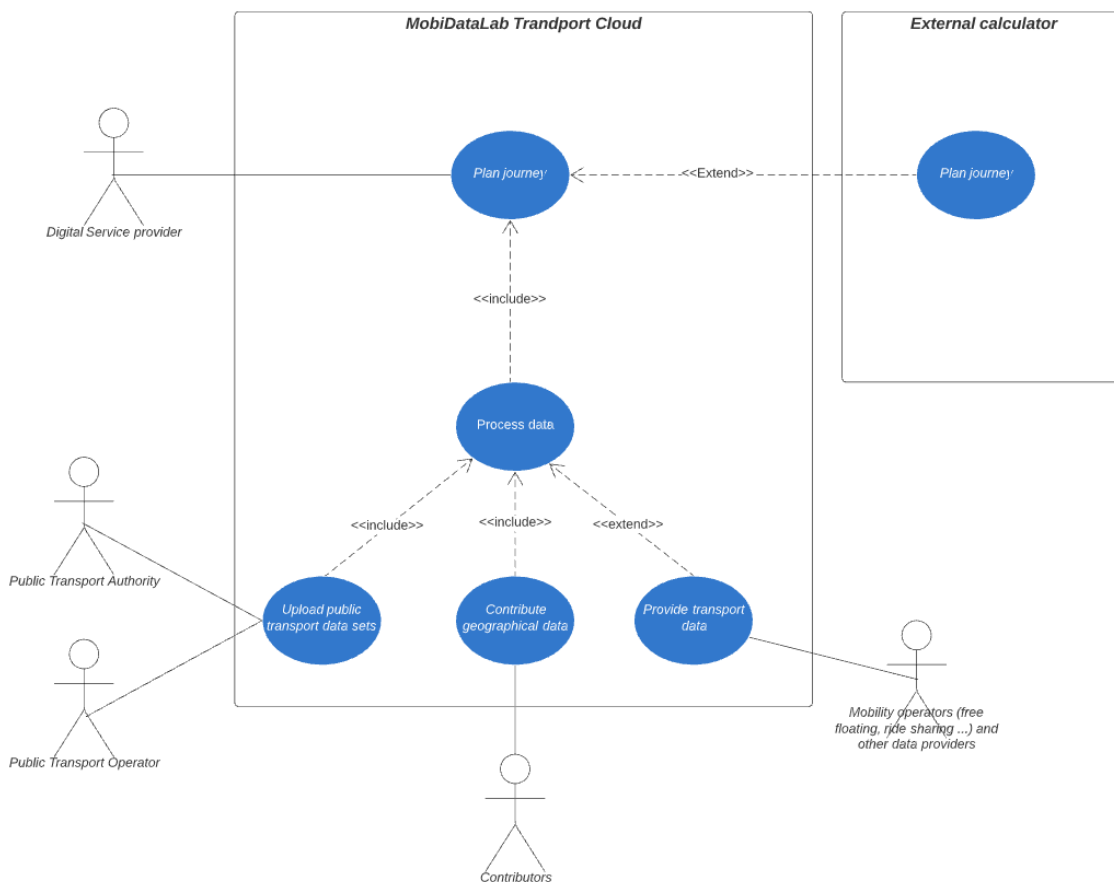 MobiDataLab Trandport Cloud
External calculator
Plan journey
<<Extend>>
Plan journey
Digital Service provider
<<include>>
Process data
<<include>>
<<include>>
<<extend>>
Public Transport Authority
Upload public
transport data sets
Contribute
geographical data
Provide transport
data
Public Transport Operator
Mobility operators (free
floating, ride sharing ...) and
other data providers
Contributors